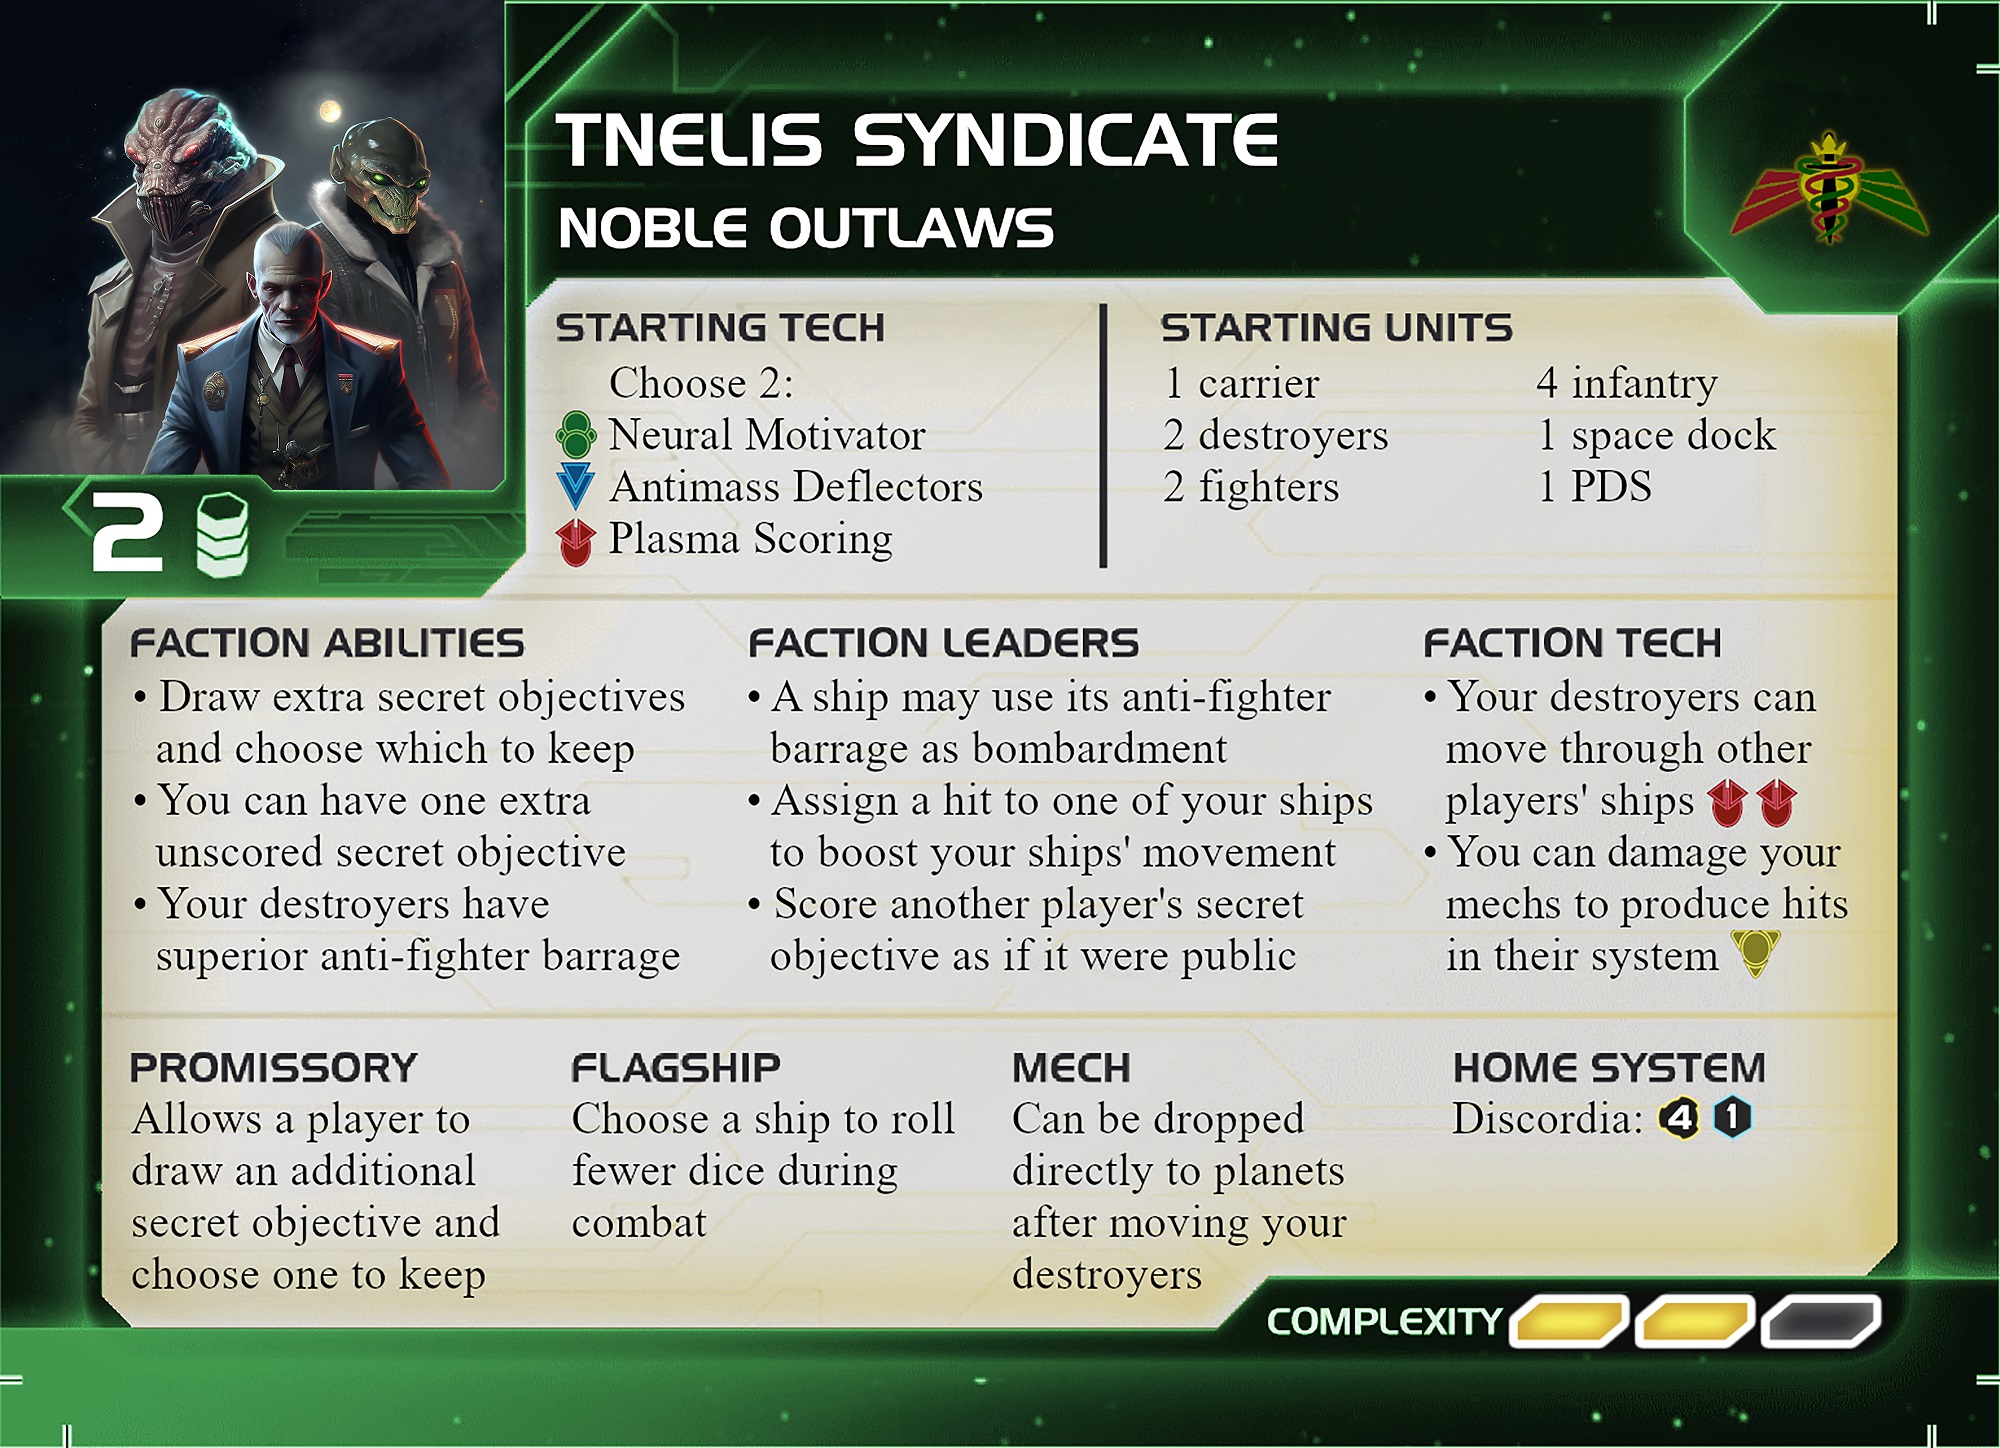 TNELIS SYNDICATE
NOBLE OUTLAWS
2
STARTING TECH
Choose 2:
Neural Motivator
Antimass Deflectors
Plasma Scoring
STARTING UNITS
1 carrier
2 destroyers
2 fighters
4 infantry
1 space dock
1 PDS
FACTION ABILITIES
• Draw extra secret objectives
and choose which to keep
• You can have one extra
unscored secret objective
• Your destroyers have
superior anti-fighter barrage
FACTION LEADERS
• A ship may use its anti-fighter
barrage as bombardment
• Assign a hit to one of your ships
to boost your ships' movement
• Score another player's secret
objective as if it were public
FACTION TECH
• Your destroyers can
move through other
players' ships
• You can damage your
mechs to produce hits
in their system
PROMISSORY
Allows a player to
draw an additional
secret objective and
choose one to keep
FLAGSHIP
Choose a ship to roll
fewer dice during
combat
MECH
Can be dropped
directly to planets
after moving your
destroyers
HOME SYSTEM
Discordia: 4 1
COMPLEXITY